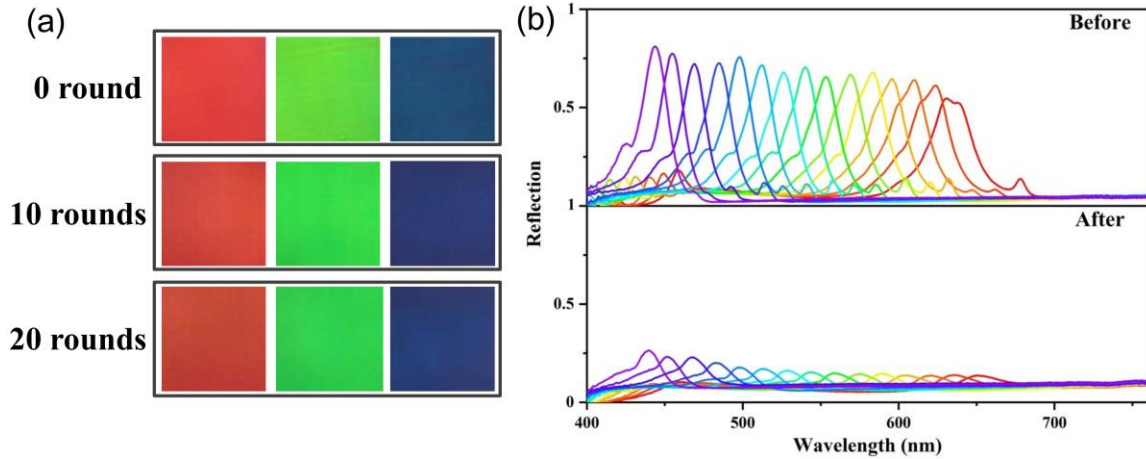 (a)
0 round
10 rounds
20 rounds
(b)
1
Before
0.5
1
After
0.5
0
Reflection
400
500
600
700
Wavelength (nm)